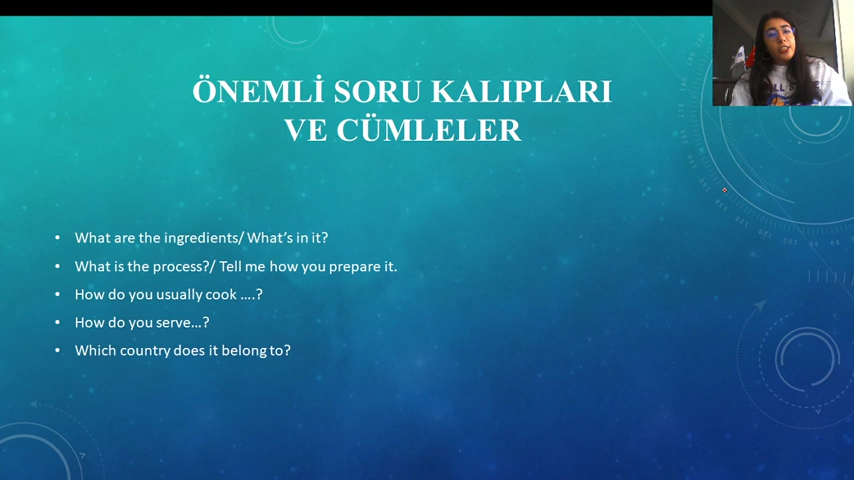 ÖNEMLİ SORU KALIPLARI
VE CÜMLELER
• What are the ingredients/ What's in it?
• What is the process?/ Tell me how you prepare it.
• How do you usually cook ....?
• How do you serve...?
• Which country does it belong to?